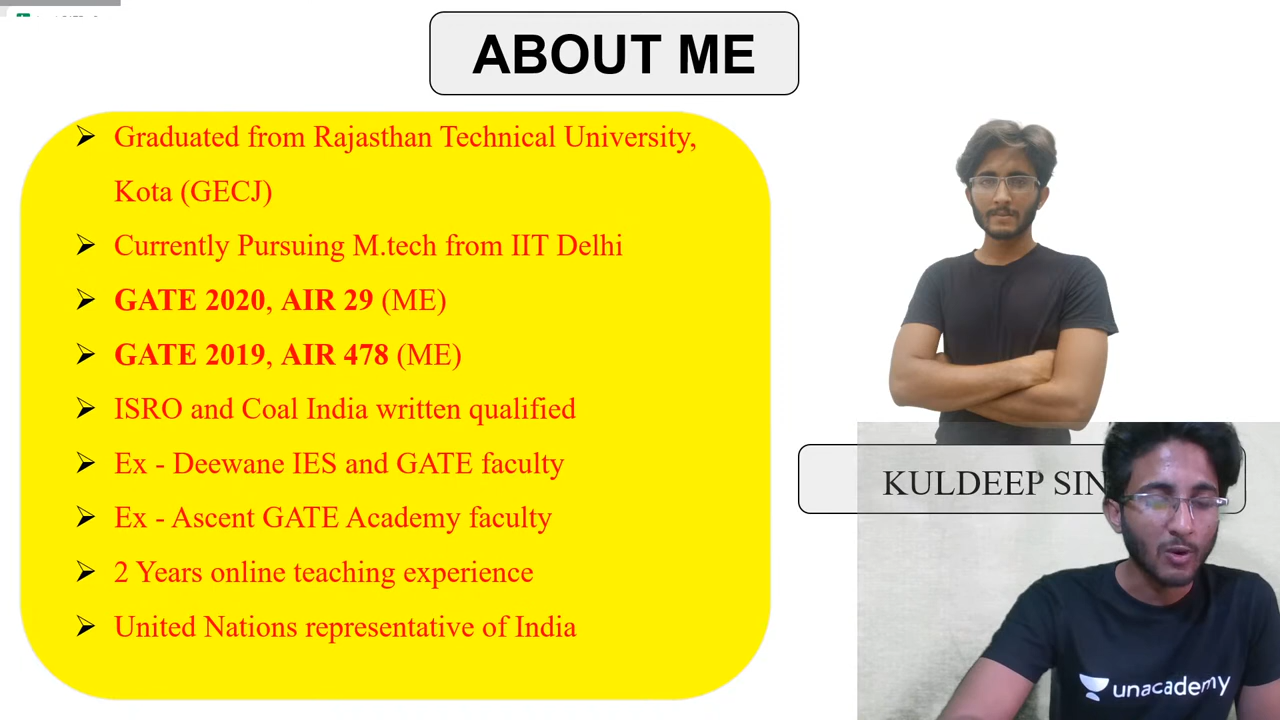 ABOUT ME
➢ Graduated from Rajasthan Technical University,
Kota (GECJ)
➢ Currently Pursuing M.tech from IIT Delhi
➢ GATE 2020, AIR 29 (ME)
➢ GATE 2019, AIR 478 (ME)
➢ ISRO and Coal India written qualified
➢ Ex - Deewane IES and GATE faculty
➢ Ex - Ascent GATE Academy faculty
➢ 2 Years online teaching experience
➢ United Nations representative of India
KULDEEP
unacademy